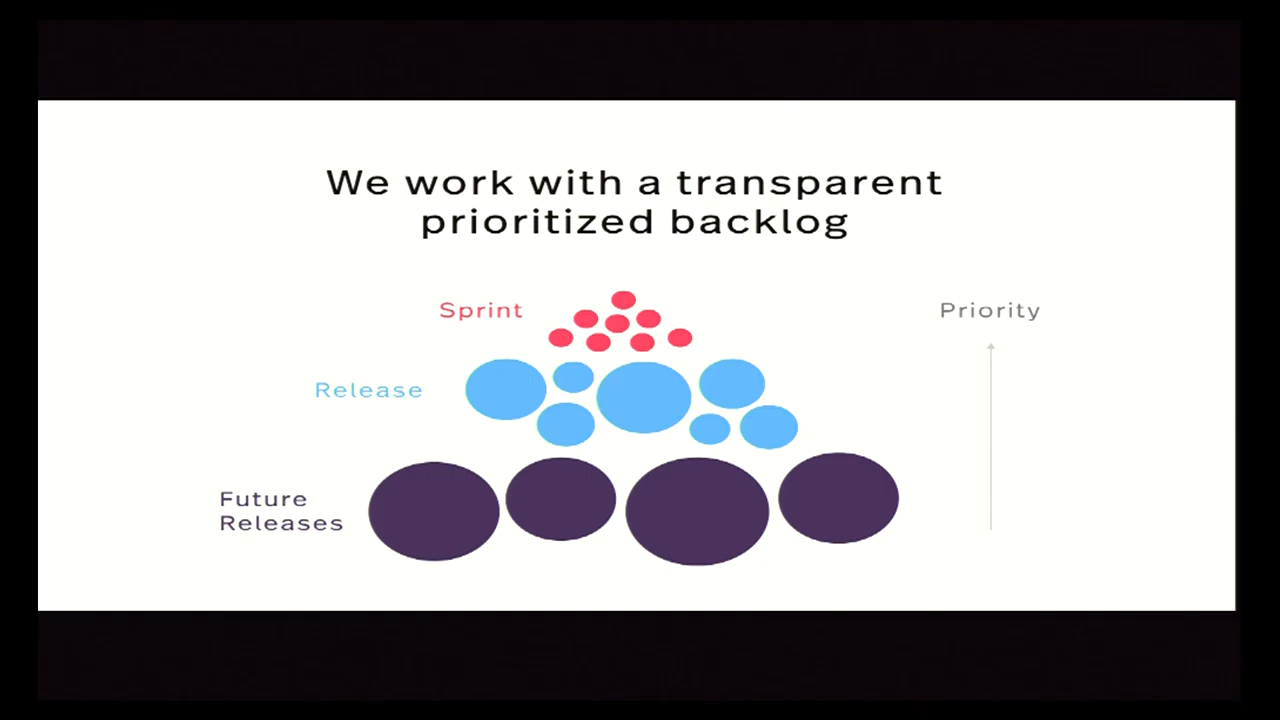 We work with a transparent
prioritized backlog
Sprint
Priority
Release
Future
Releases